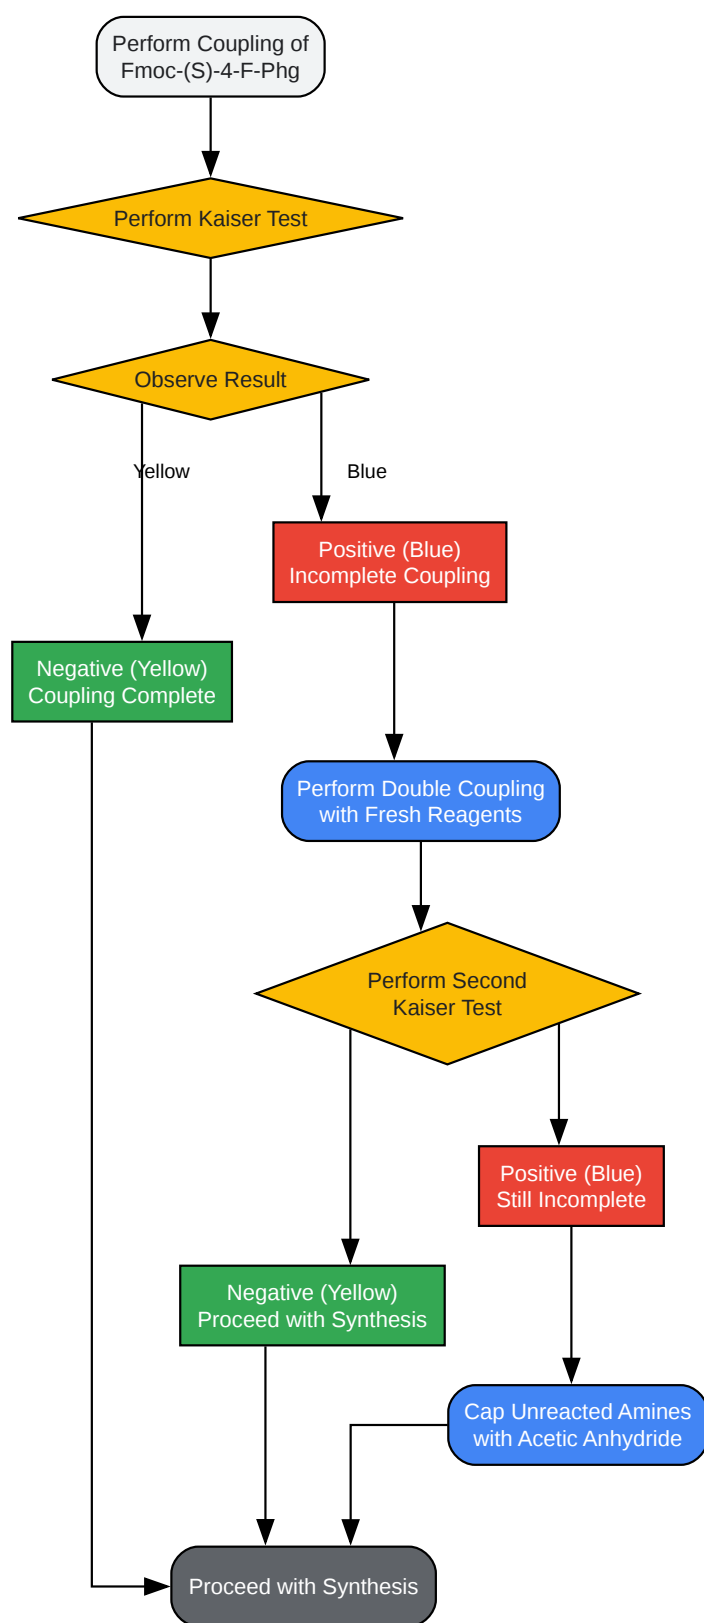 Perform Coupling of
Fmoc-(S)-4-F-Phg
Perform Kaiser Test
Observe Result
Yellow
Blue
Positive (Blue)
Incomplete Coupling
Negative (Yellow)
Coupling Complete
Perform Double Coupling
with Fresh Reagents
Perform Second
Kaiser Test
Positive (Blue)
Still Incomplete
Negative (Yellow)
Proceed with Synthesis
Cap Unreacted Amines
with Acetic Anhydride
Proceed with Synthesis